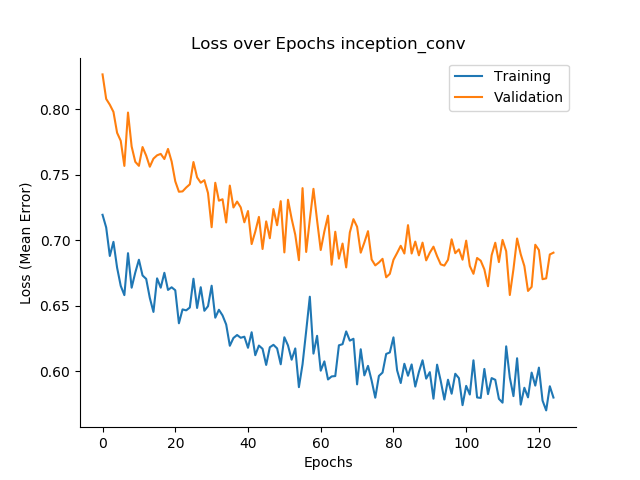 Loss over Epochs inception_conv
Training
Validation
Loss (Mean Error)
0.80
0.75
0.70
0.65
0.60
0 20 40 60 80 100 120
Epochs